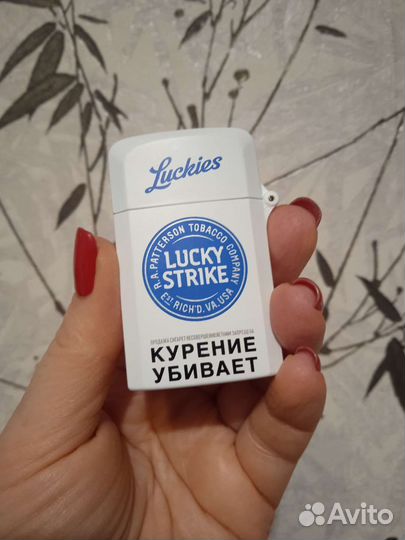 Luckies
R.A.PATTERSON TOBACCO COMPANY
LUCKY
STRIKE
EST RICH'D.VA.USA
ПРОДАЖА СИГАРЕТ НЕСОВЕРШЕННОЛЕТНИМ ЗАПРЕЩЕНА
КУРЕНИЕ
УБИВАЕТ
Avito